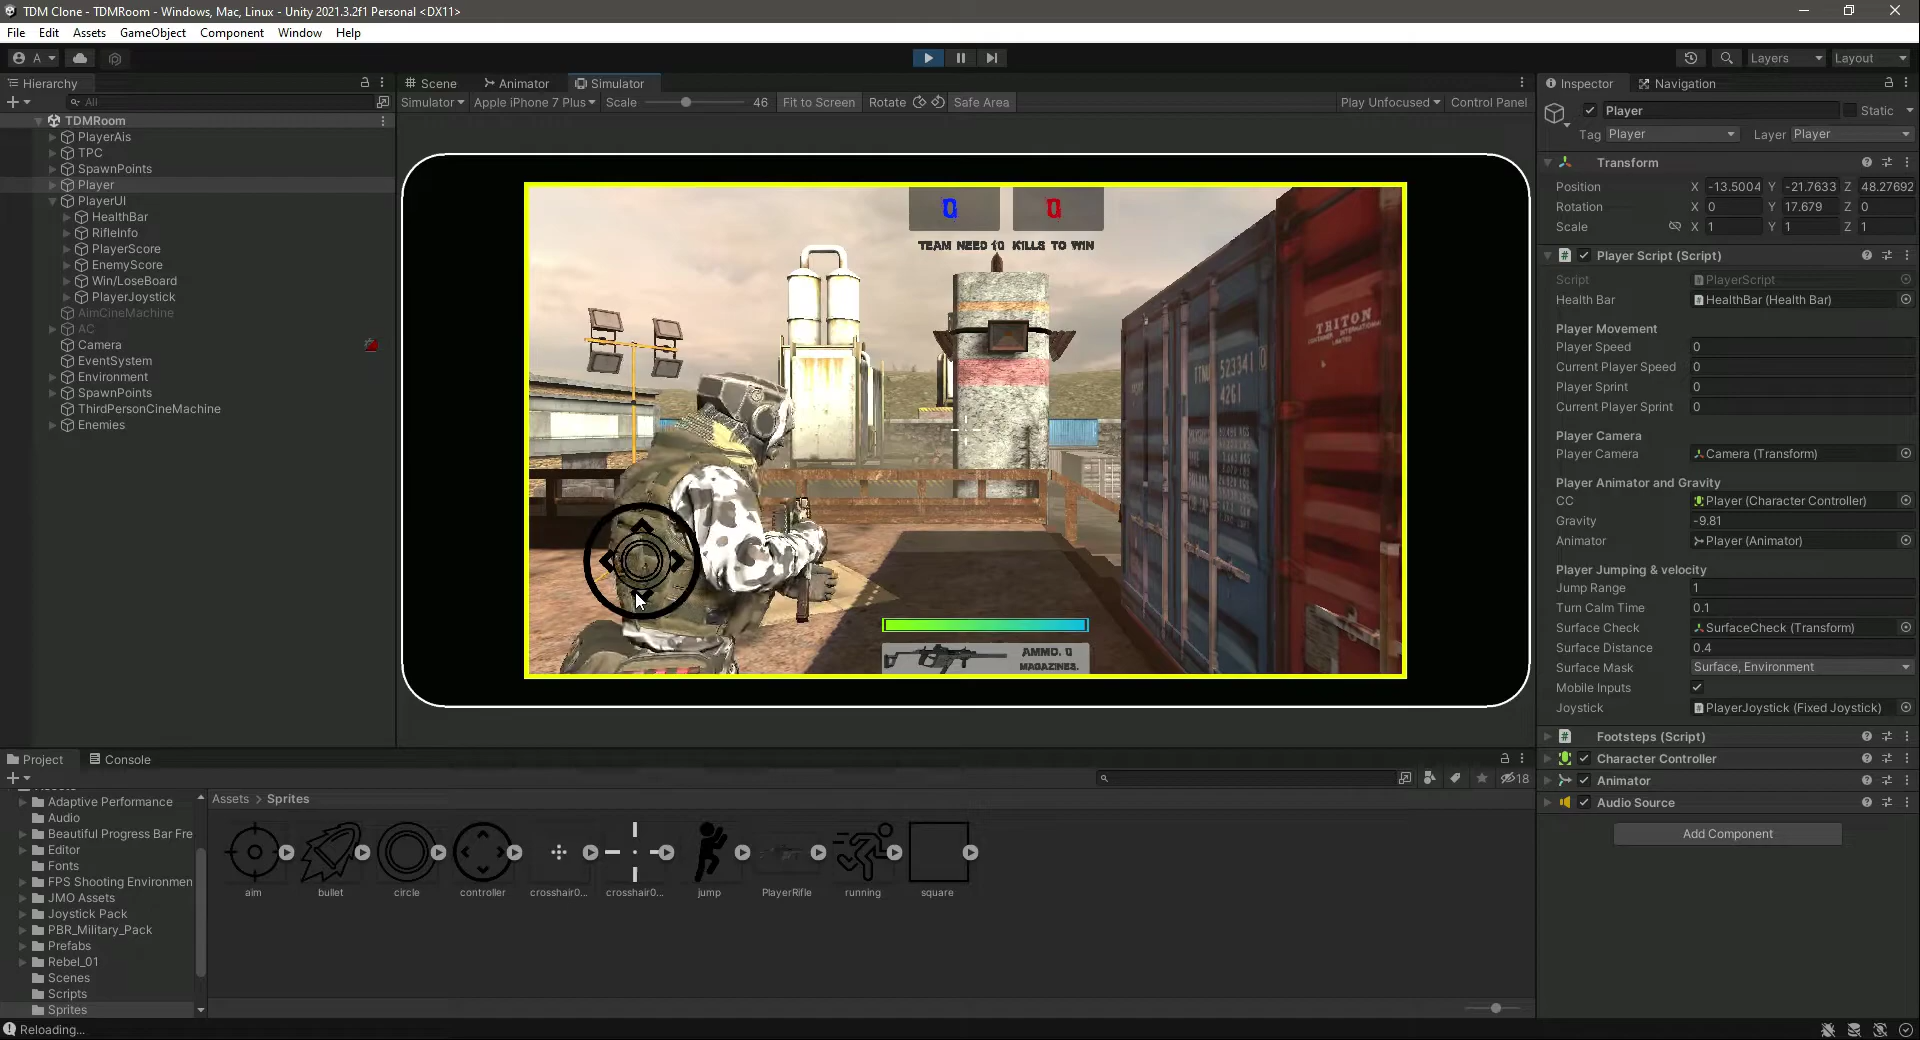 TDM Clone - TDMRoom - Windows, Mac, Linux - Unity 2021.3.2f1 Personal <DX11>
File Edit Assets GameObject Component Window Help
A Layers Layout
Hierarchy
All
TDMRoom
PlayerAis
TPC
SpawnPoints
Player
PlayerUI
HealthBar
RifleInfo
PlayerScore
EnemyScore
Win/LoseBoard
PlayerJoystick
AimCineMachine
AC
Camera
EventSystem
Environment
SpawnPoints
ThirdPersonCineMachine
Enemies
Scene Animator Simulator
Simulator Apple iPhone 7 Plus Scale 46 Fit to Screen Rotate Safe Area Play Unfocused Control Panel
0 0
TEAM NEED 10 KILLS TO WIN
TRITON
AMMO. 0
MAGAZINES.
Inspector Navigation
Player Static
Tag Player Layer Player
Transform
Position X -13.5004 Y -21.7633 Z 48.27692
Rotation X 0 Y 17.679 Z 0
Scale X 1 Y 1 Z 1
Player Script (Script)
Script PlayerScript
Health Bar HealthBar (Health Bar)
Player Movement
Player Speed 0
Current Player Speed 0
Player Sprint 0
Current Player Sprint 0
Player Camera
Player Camera Camera (Transform)
Player Animator and Gravity
CC Player (Character Controller)
Gravity -9.81
Animator Player (Animator)
Player Jumping & velocity
Jump Range 1
Turn Calm Time 0.1
Surface Check SurfaceCheck (Transform)
Surface Distance 0.4
Surface Mask Surface, Environment
Mobile Inputs
Joystick PlayerJoystick (Fixed Joystick)
Footsteps (Script)
Character Controller
Animator
Audio Source
Add Component
Project Console
18
Adaptive Performance
Audio
Beautiful Progress Bar Fre
Editor
Fonts
FPS Shooting Environmen
JMO Assets
Joystick Pack
PBR_Military_Pack
Prefabs
Rebel_01
Scenes
Scripts
Sprites
Assets > Sprites
aim bullet circle controller crosshair0... crosshair0... jump PlayerRifle running square
Reloading...